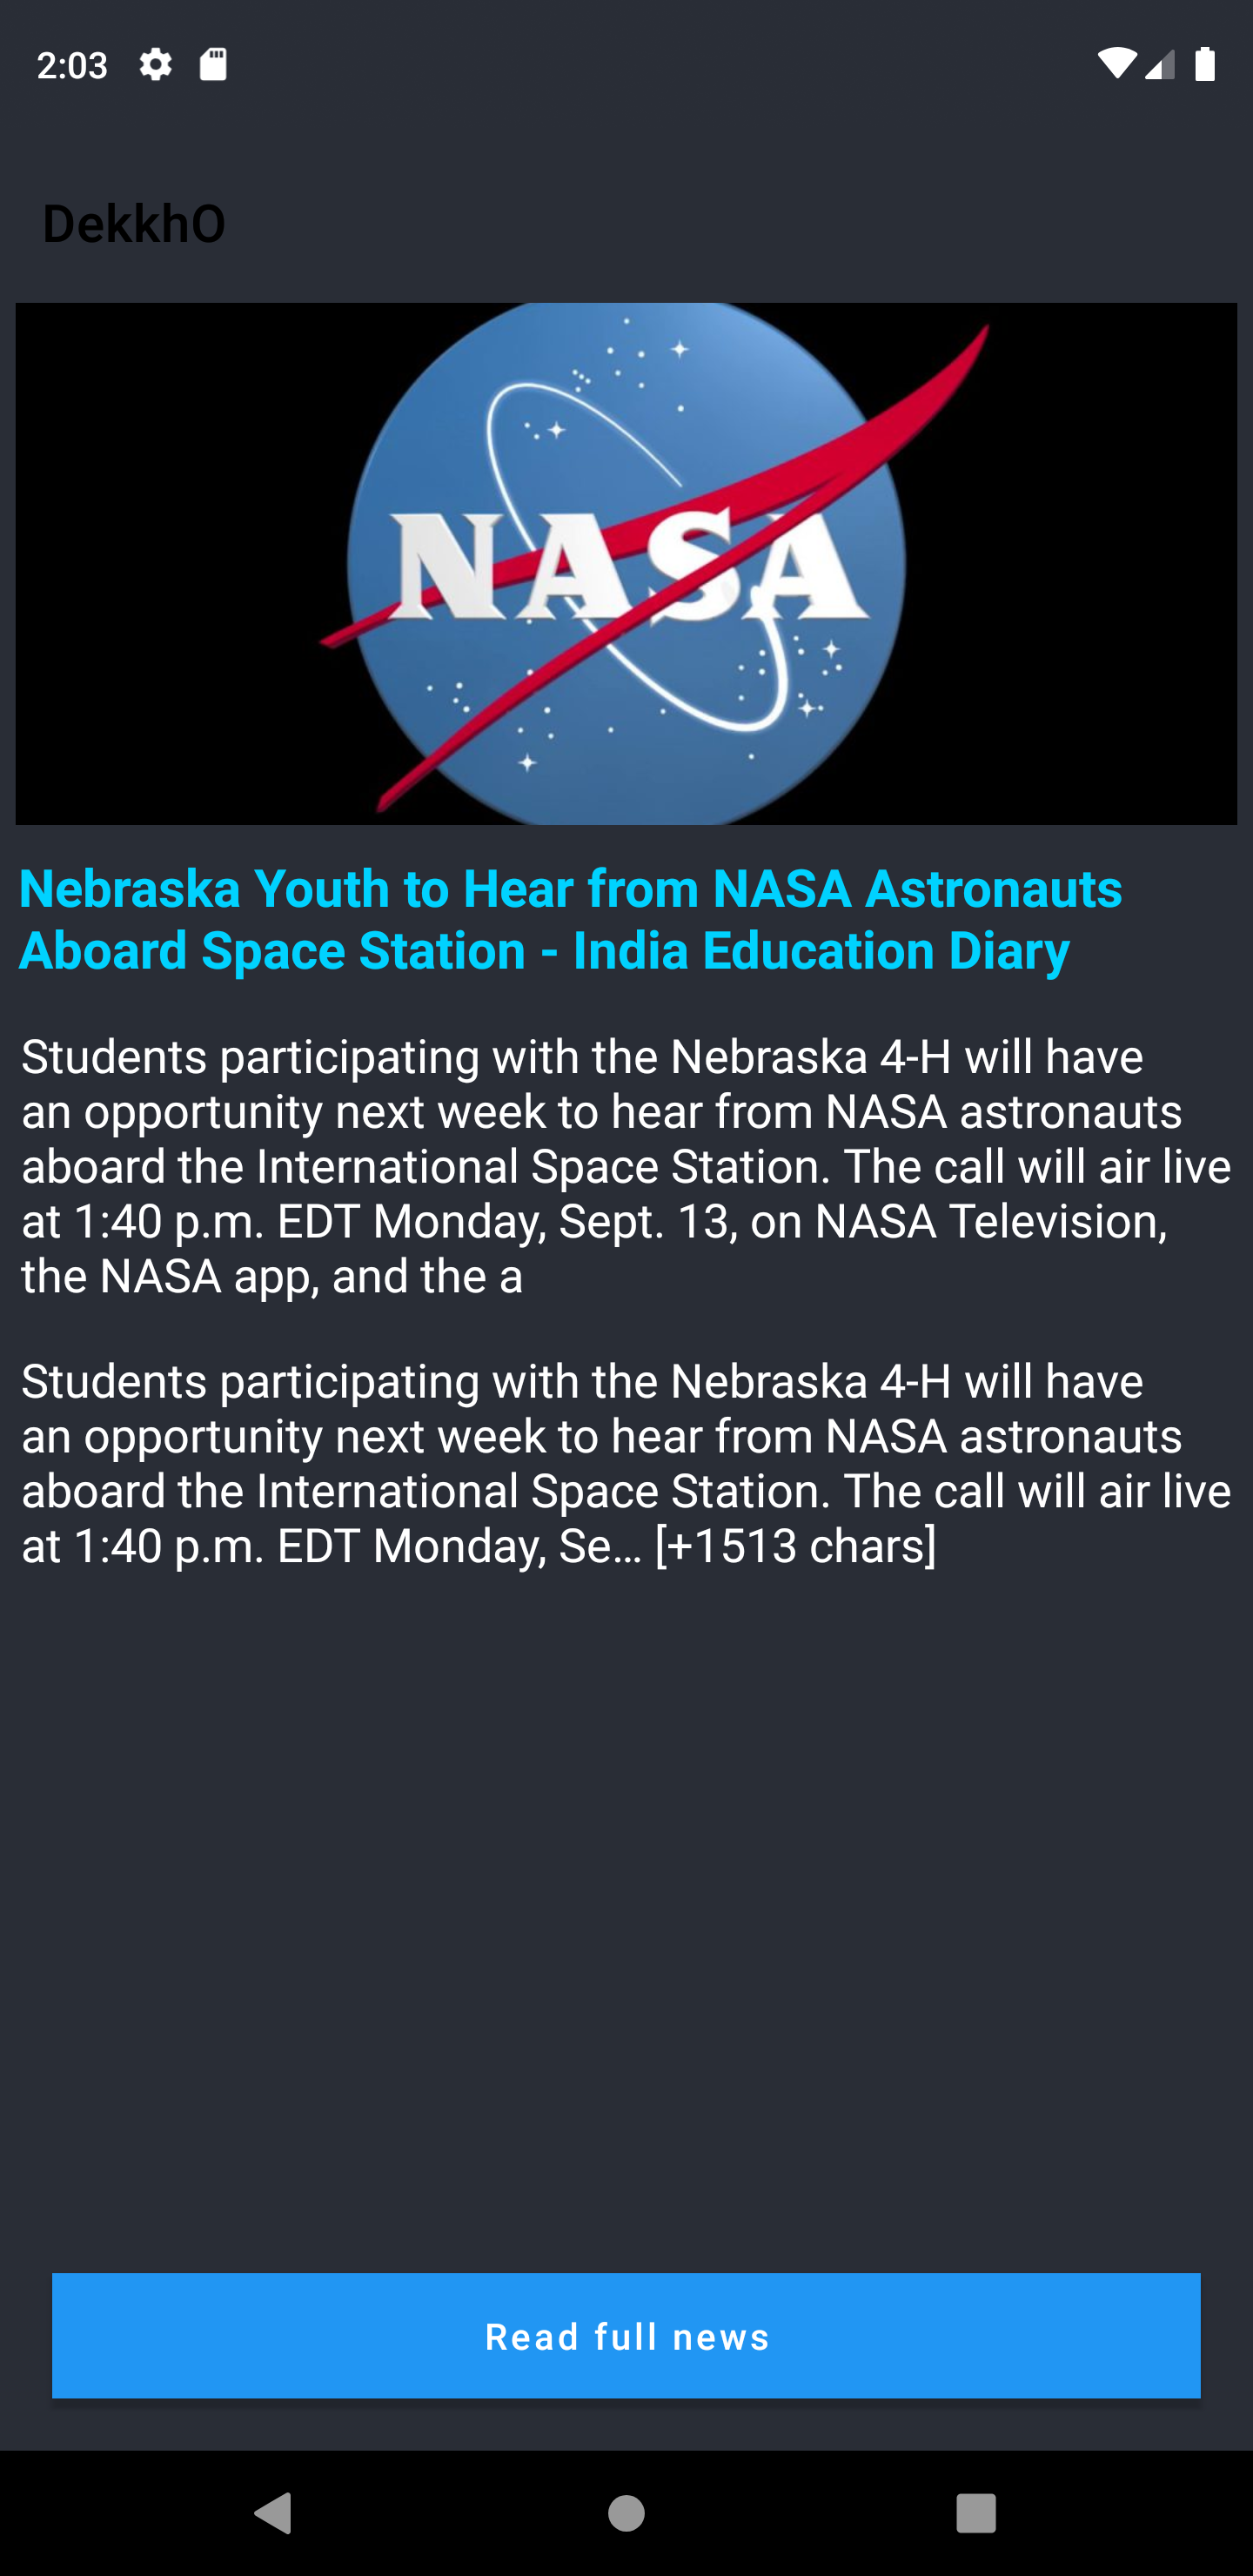 2:03
DekkhO
NASA
Nebraska Youth to Hear from NASA Astronauts
Aboard Space Station - India Education Diary
Students participating with the Nebraska 4-H will have
an opportunity next week to hear from NASA astronauts
aboard the International Space Station. The call will air live
at 1:40 p.m. EDT Monday, Sept. 13, on NASA Television,
the NASA app, and the a
Students participating with the Nebraska 4-H will have
an opportunity next week to hear from NASA astronauts
aboard the International Space Station. The call will air live
at 1:40 p.m. EDT Monday, Se… [+1513 chars]
Read full news